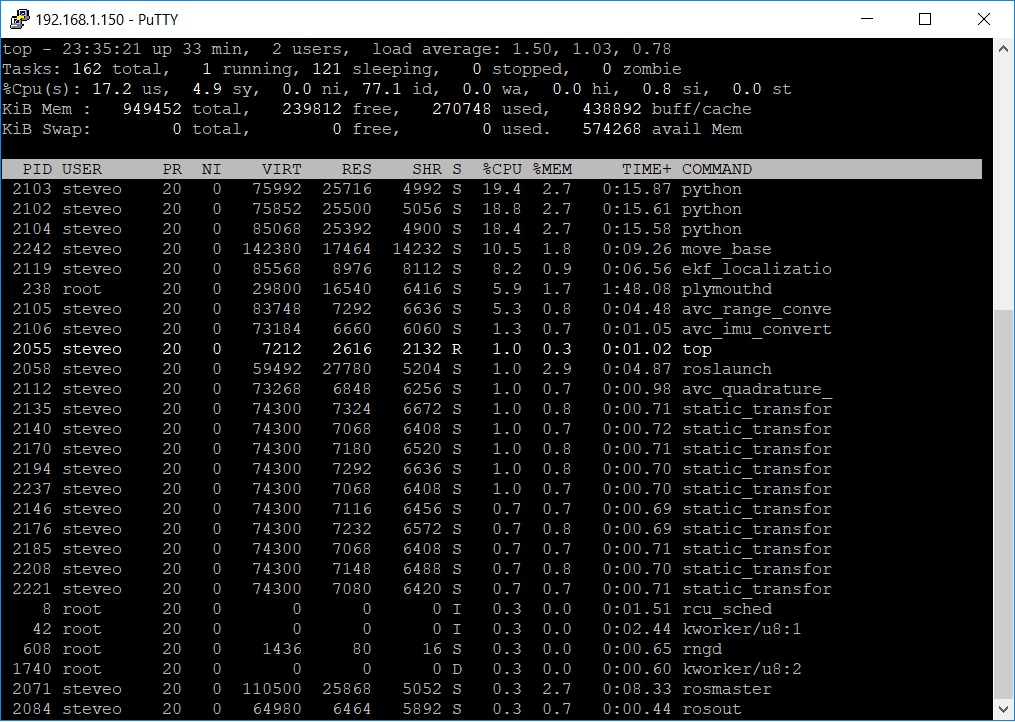 192.168.1.150 - PuTTY
top - 23:35:21 up 33 min,  2 users,  load average: 1.50, 1.03, 0.78
Tasks: 162 total,   1 running, 121 sleeping,   0 stopped,   0 zombie
%Cpu(s): 17.2 us,  4.9 sy,  0.0 ni, 77.1 id,  0.0 wa,  0.0 hi,  0.8 si,  0.0 st
KiB Mem :   949452 total,   239812 free,   270748 used,   438892 buff/cache
KiB Swap:        0 total,        0 free,        0 used.   574268 avail Mem
  PID USER      PR  NI    VIRT    RES    SHR S  %CPU %MEM     TIME+ COMMAND
 2103 steveo    20   0   75992  25716   4992 S  19.4  2.7   0:15.87 python
 2102 steveo    20   0   75852  25500   5056 S  18.8  2.7   0:15.61 python
 2104 steveo    20   0   85068  25392   4900 S  18.4  2.7   0:15.58 python
 2242 steveo    20   0  142380  17464  14232 S  10.5  1.8   0:09.26 move_base
 2119 steveo    20   0   85568   8976   8112 S   8.2  0.9   0:06.56 ekf_localizatio
  238 root      20   0   29800  16540   6416 S   5.9  1.7   1:48.08 plymouthd
 2105 steveo    20   0   83748   7292   6636 S   5.3  0.8   0:04.48 avc_range_conve
 2106 steveo    20   0   73184   6660   6060 S   1.3  0.7   0:01.05 avc_imu_convert
 2055 steveo    20   0    7212   2616   2132 R   1.0  0.3   0:01.02 top
 2058 steveo    20   0   59492  27780   5204 S   1.0  2.9   0:04.87 roslaunch
 2112 steveo    20   0   73268   6848   6256 S   1.0  0.7   0:00.98 avc_quadrature_
 2135 steveo    20   0   74300   7324   6672 S   1.0  0.8   0:00.71 static_transfor
 2140 steveo    20   0   74300   7068   6408 S   1.0  0.7   0:00.72 static_transfor
 2170 steveo    20   0   74300   7180   6520 S   1.0  0.8   0:00.71 static_transfor
 2194 steveo    20   0   74300   7292   6636 S   1.0  0.8   0:00.70 static_transfor
 2237 steveo    20   0   74300   7068   6408 S   1.0  0.7   0:00.70 static_transfor
 2146 steveo    20   0   74300   7116   6456 S   0.7  0.7   0:00.69 static_transfor
 2176 steveo    20   0   74300   7232   6572 S   0.7  0.8   0:00.69 static_transfor
 2185 steveo    20   0   74300   7068   6408 S   0.7  0.7   0:00.71 static_transfor
 2208 steveo    20   0   74300   7148   6488 S   0.7  0.8   0:00.70 static_transfor
 2221 steveo    20   0   74300   7080   6420 S   0.7  0.7   0:00.71 static_transfor
    8 root      20   0       0      0      0 I   0.3  0.0   0:01.51 rcu_sched
   42 root      20   0       0      0      0 I   0.3  0.0   0:02.44 kworker/u8:1
  608 root      20   0    1436     80     16 S   0.3  0.0   0:00.65 rngd
 1740 root      20   0       0      0      0 D   0.3  0.0   0:00.60 kworker/u8:2
 2071 steveo    20   0  110500  25868   5052 S   0.3  2.7   0:08.33 rosmaster
 2084 steveo    20   0   64980   6464   5892 S   0.3  0.7   0:00.44 rosout